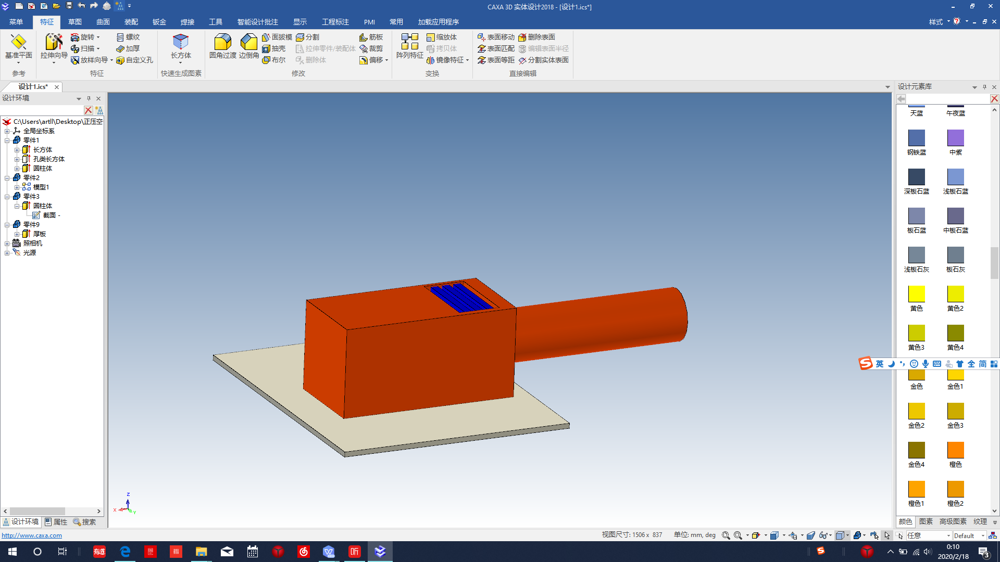 CAXA 3D 实体设计2018 - [设计1.ics*]
菜单 特征 草图 曲面 装配 钣金 焊接 工具 智能设计批注 显示 工程标注 PMI 常用 加载应用程序 样式
基准平面 拉伸向导 旋转 螺纹 长方体 圆角过渡 边倒角 面拔模 分割 筋板 阵列特征 缩放体 表面移动 删除表面
扫描 加厚 抽壳 拉伸零件/装配体 裁剪 拷贝体 表面匹配 编辑表面半径
放样向导 自定义孔 布尔 删除体 偏移 镜像特征 表面等距 分割实体表面
参考 特征 快速生成图素 修改 变换 直接编辑
设计1.ics*
设计环境
C:\Users\artll\Desktop\正压空
全局坐标系
零件1
长方体
孔类长方体
圆柱体
零件2
模型1
零件3
圆柱体
截面 -
零件9
厚板
照相机
光源
设计环境 属性 搜索
Z
X
Y
设计元素库
天蓝 午夜蓝
钢铁蓝 中紫
深板石蓝 浅板石蓝
板石蓝 中板石蓝
浅板石灰 板石灰
黄色 黄色2
黄色3 黄色4
英 全 简
金色 金色1
金色2 金色3
金色4 橙色
橙色1 橙色2
颜色 图素 高级图素 纹理
http://www.caxa.com
视图尺寸: 1506 x 837 单位: mm, deg 任意 Default
有道
听
0:10
2020/2/18
3